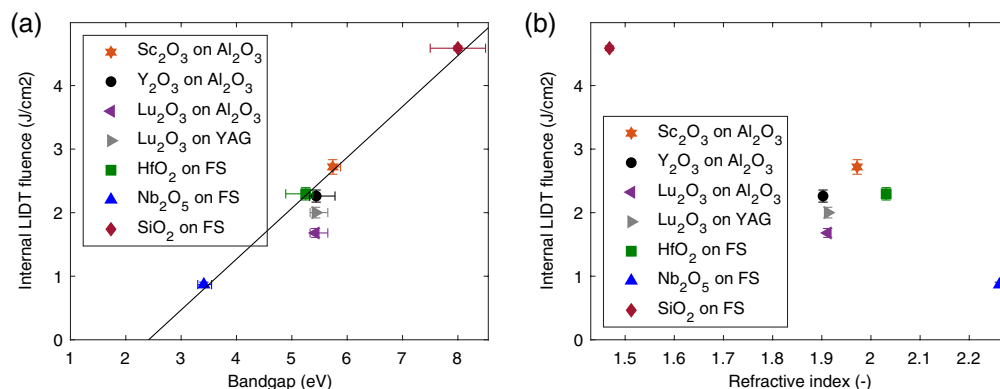 (a)
Internal LIDT fluence (J/cm2)
4
3
2
1
0
Sc₂O₃ on Al₂O₃
Y₂O₃ on Al₂O₃
Lu₂O₃ on Al₂O₃
Lu₂O₃ on YAG
HfO₂ on FS
Nb₂O₅ on FS
SiO₂ on FS
1 2 3 4 5 6 7 8
Bandgap (eV)
(b)
Internal LIDT fluence (J/cm2)
4
3
2
1
0
Sc₂O₃ on Al₂O₃
Y₂O₃ on Al₂O₃
Lu₂O₃ on Al₂O₃
Lu₂O₃ on YAG
HfO₂ on FS
Nb₂O₅ on FS
SiO₂ on FS
1.5 1.6 1.7 1.8 1.9 2 2.1 2.2
Refractive index (-)